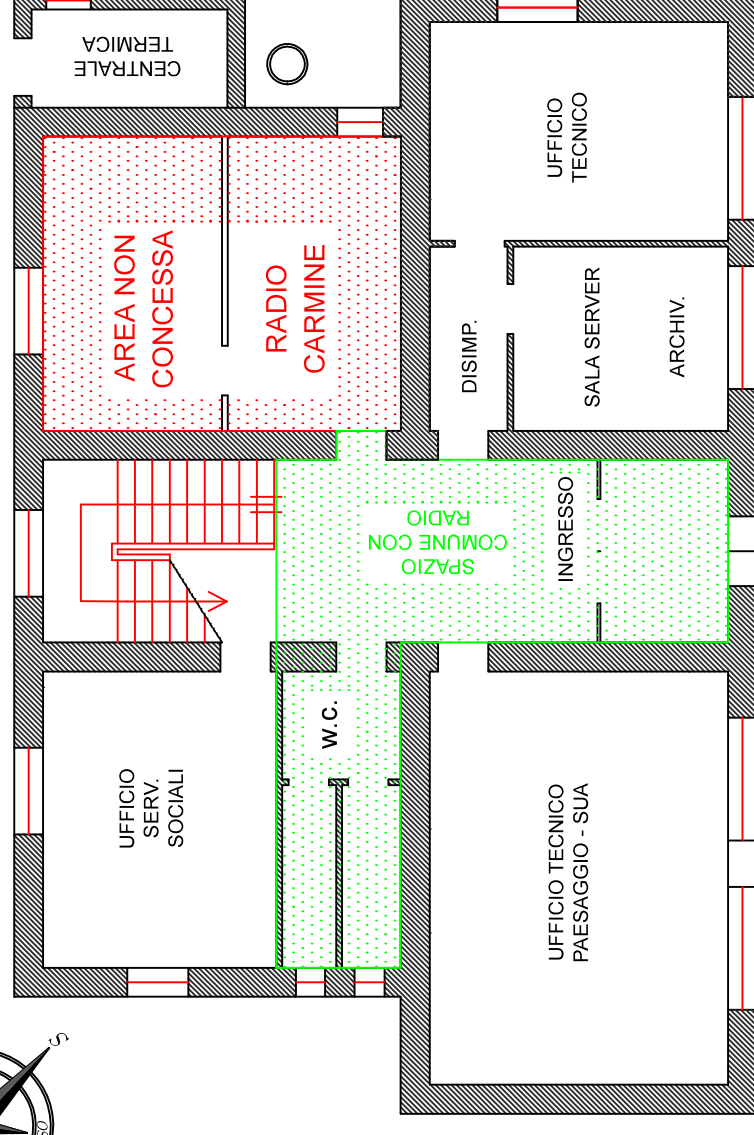 CENTRALE
TERMICA
UFFICIO
TECNICO
AREA NON
CONCESSA
RADIO
CARMINE
DISIMP.
SALA SERVER
ARCHIV.
SPAZIO
COMUNE CON
RADIO
INGRESSO
W.C.
UFFICIO
SERV.
SOCIALI
UFFICIO TECNICO
PAESAGGIO - SUA
S
SO